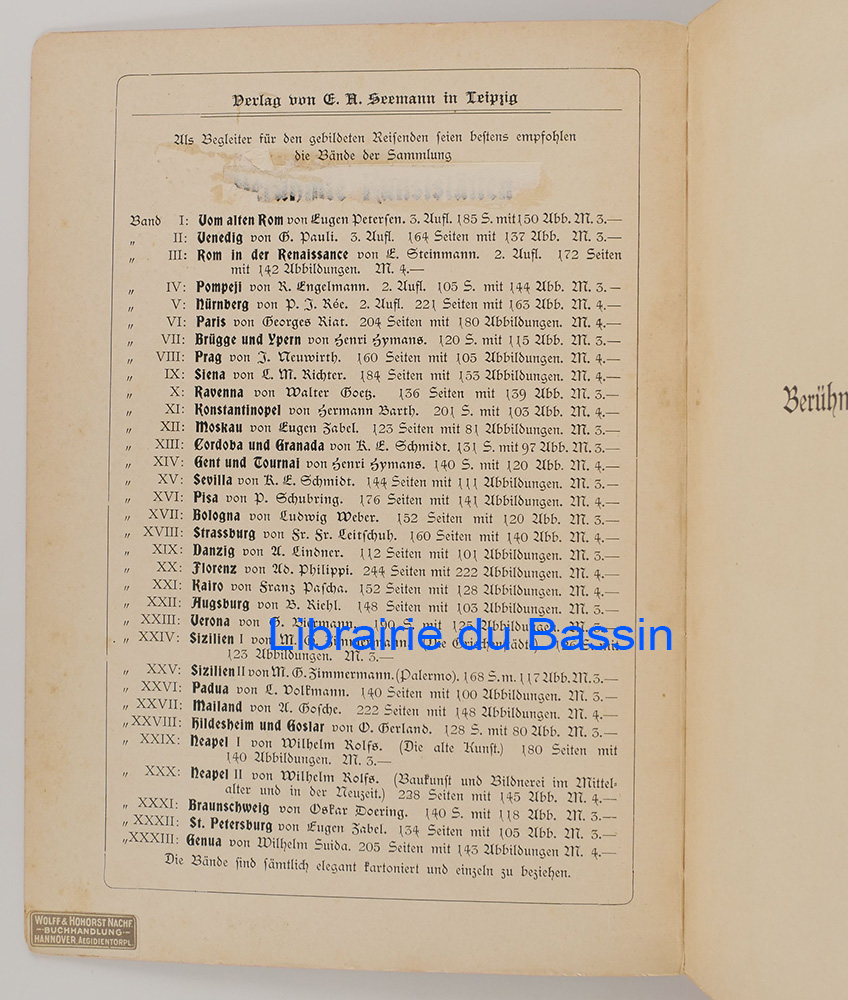 Verlag von E. A. Seemann in Leipzig
Als Begleiter für den gebildeten Reisenden seien bestens empfohlen
die Bände der Sammlung
Band I: Vom alten Rom von Eugen Petersen. 3. Aufl. 185 S. mit 150 Abb. M. 3.—
„ II: Venedig von G. Pauli. 3. Aufl. 164 Seiten mit 137 Abb. M. 3.—
„ III: Rom in der Renaissance von E. Steinmann. 2. Aufl. 172 Seiten
mit 142 Abbildungen. M. 4.—
„ IV: Pompeji von R. Engelmann. 2. Aufl. 105 S. mit 144 Abb. M. 3.—
„ V: Nürnberg von P. J. Rée. 2. Aufl. 221 Seiten mit 163 Abb. M. 4.—
„ VI: Paris von Georges Riat. 204 Seiten mit 180 Abbildungen. M. 4.—
„ VII: Brügge und Ypern von Henri Hymans. 120 S. mit 115 Abb. M. 3.—
„ VIII: Prag von J. Neuwirth. 160 Seiten mit 105 Abbildungen. M. 4.—
„ IX: Siena von L. M. Richter. 184 Seiten mit 153 Abbildungen. M. 4.—
„ X: Ravenna von Walter Goetz. 136 Seiten mit 139 Abb. M. 3.—
„ XI: Konstantinopel von Hermann Barth. 201 S. mit 103 Abb. M. 4.—
„ XII: Moskau von Eugen Zabel. 123 Seiten mit 81 Abbildungen. M. 3.—
„ XIII: Cordoba und Granada von K. E. Schmidt. 131 S. mit 97 Abb. M. 3.—
„ XIV: Gent und Tournai von Henri Hymans. 140 S. mit 120 Abb. M. 4.—
„ XV: Sevilla von K. E. Schmidt. 144 Seiten mit 111 Abbildungen. M. 3.—
„ XVI: Pisa von P. Schubring. 176 Seiten mit 141 Abbildungen. M. 4.—
„ XVII: Bologna von Ludwig Weber. 152 Seiten mit 120 Abb. M. 3.—
„ XVIII: Strassburg von Fr. Fr. Leitschuh. 160 Seiten mit 140 Abb. M. 4.—
„ XIX: Danzig von A. Lindner. 112 Seiten mit 101 Abbildungen. M. 3.—
„ XX: Florenz von Ad. Philippi. 244 Seiten mit 222 Abbildungen. M. 4.—
„ XXI: Kairo von Franz Pascha. 152 Seiten mit 128 Abbildungen. M. 4.—
„ XXII: Augsburg von B. Riehl. 148 Seiten mit 103 Abbildungen. M. 3.—
„ XXIII: Verona von G. Biermann. 190 S. mit 125 Abbildungen. M. 3.—
„ XXIV: Sizilien I von M. G. Zimmermann. S. mit
123 Abbildungen. M. 3.—
Librairie du Bassin
„ XXV: Sizilien II von M. G. Zimmermann. (Palermo). 168 S. m. 117 Abb. M. 3.—
„ XXVI: Padua von L. Volkmann. 140 Seiten mit 100 Abbildungen. M. 3.—
„ XXVII: Mailand von A. Gosche. 222 Seiten mit 148 Abbildungen. M. 4.—
„ XXVIII: Hildesheim und Goslar von O. Gerland. 128 S. mit 80 Abb. M. 3.—
„ XXIX: Neapel I von Wilhelm Rolfs. (Die alte Kunst.) 180 Seiten mit
140 Abbildungen. M. 3.—
„ XXX: Neapel II von Wilhelm Rolfs. (Baukunst und Bildnerei im Mittel-
alter und in der Neuzeit.) 228 Seiten mit 145 Abb. M. 4.—
„ XXXI: Braunschweig von Oskar Doering. 140 S. mit 118 Abb. M. 3.—
„ XXXII: St. Petersburg von Eugen Zabel. 134 Seiten mit 105 Abb. M. 3.—
„ XXXIII: Genua von Wilhelm Suida. 205 Seiten mit 143 Abbildungen M. 4.—
Die Bände sind sämtlich elegant kartoniert und einzeln zu beziehen.
WOLFF & HOHORST NACHF.
BUCHHANDLUNG
HANNOVER, AEGIDIENTORPL.
Berühm